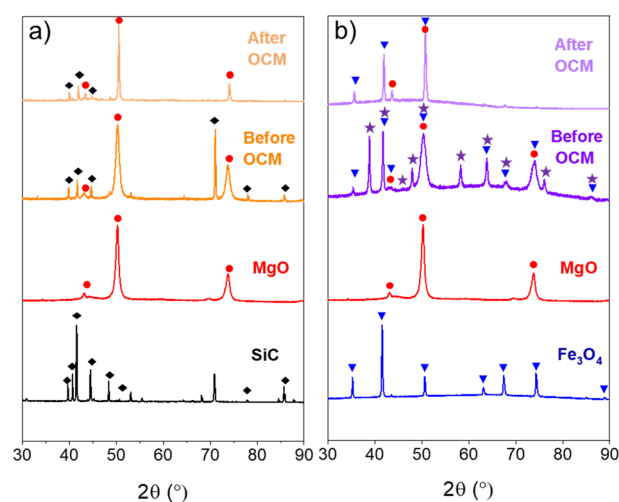 a)
After
OCM
Before
OCM
MgO
SiC
30 40 50 60 70 80 90
2θ (°)
b)
After
OCM
Before
OCM
MgO
Fe₃O₄
30 40 50 60 70 80 90
2θ (°)